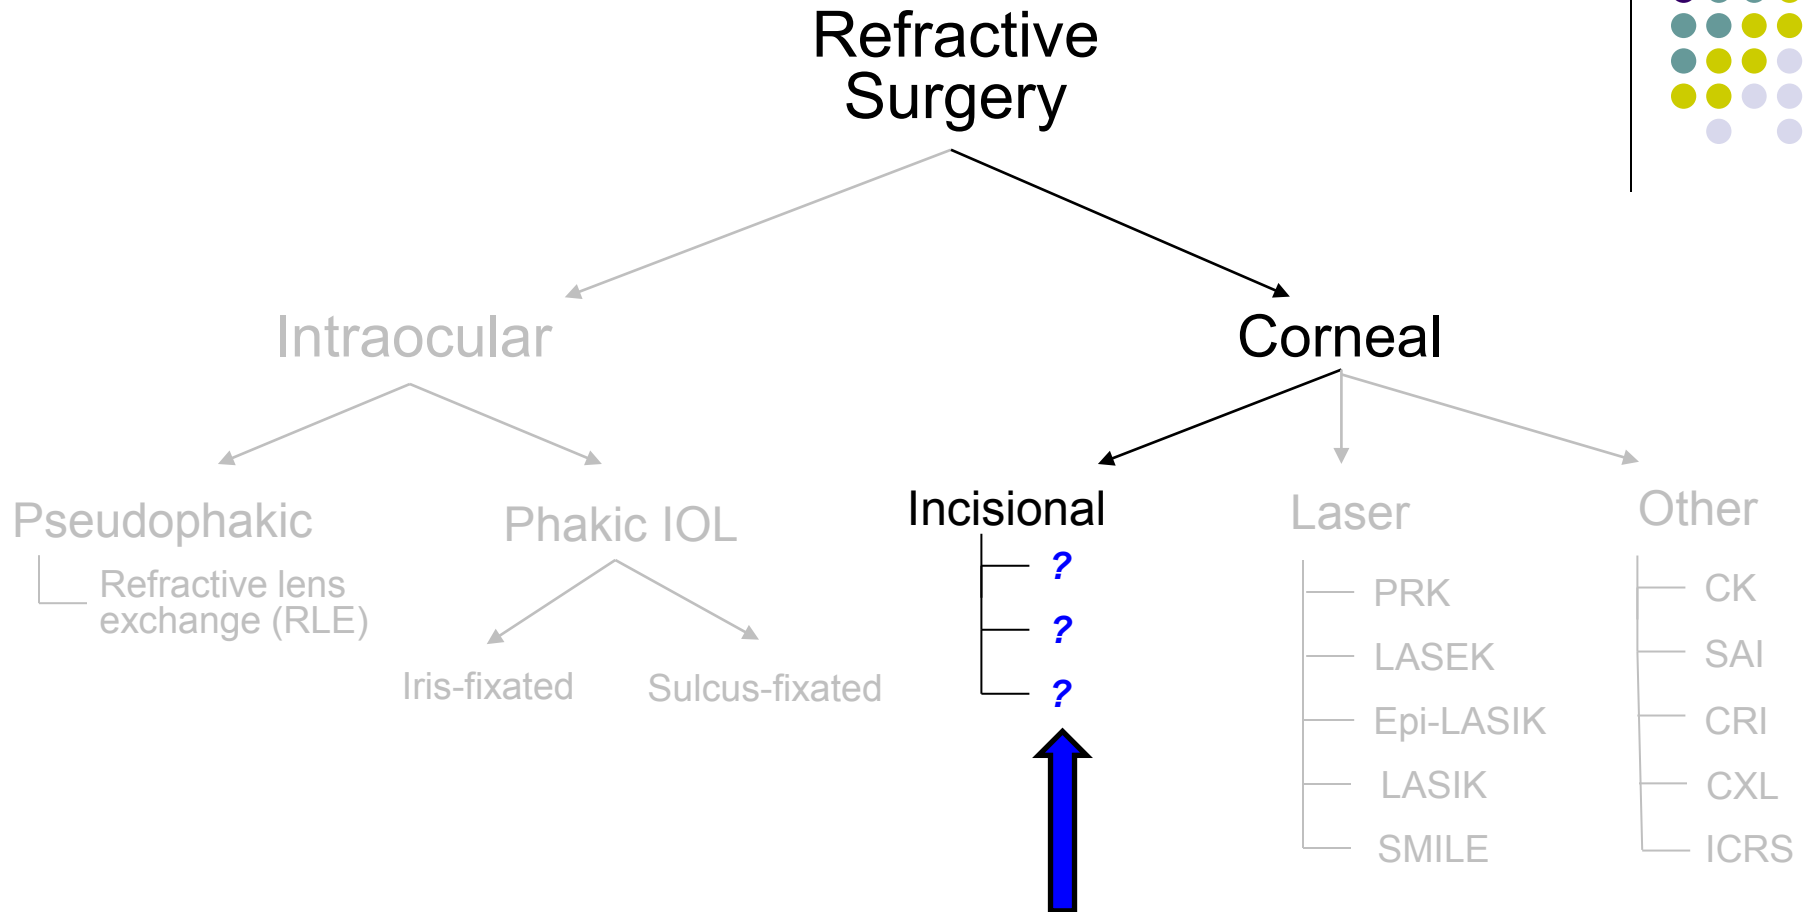 Refractive
Surgery
Intraocular
Corneal
Pseudophakic
Refractive lens
exchange (RLE)
Phakic IOL
Iris-fixated
Sulcus-fixated
Incisional
?
?
?
Laser
PRK
LASEK
Epi-LASIK
LASIK
SMILE
Other
CK
SAI
CRI
CXL
ICRS